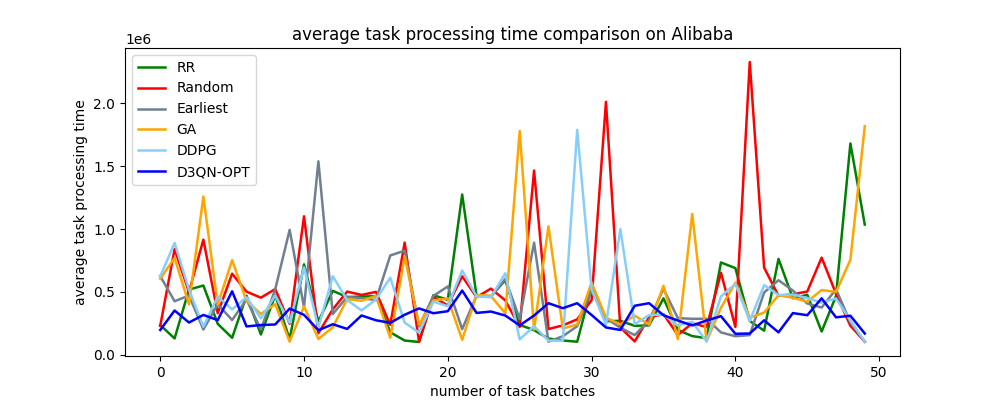 average task processing time comparison on Alibaba
1e6
RR
Random
Earliest
GA
DDPG
D3QN-OPT
average task processing time
2.0
1.5
1.0
0.5
0.0
0 10 20 30 40 50
number of task batches